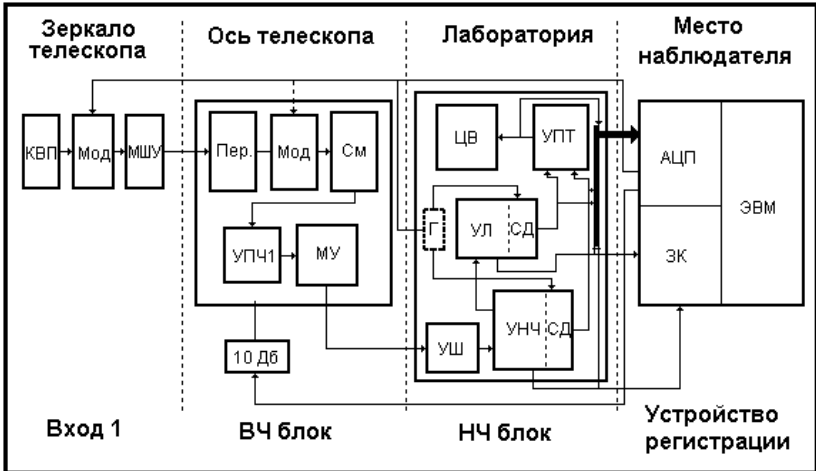 Зеркало
телескопа
Ось телескопа
Лаборатория
Место
наблюдателя
КВП
Мод
МШУ
Пер.
Мод
См
УПЧ1
МУ
10 Дб
ЦВ
УПТ
Г
УЛ
СД
УШ
УНЧ
СД
АЦП
ЗК
ЭВМ
Вход 1
ВЧ блок
НЧ блок
Устройство
регистрации